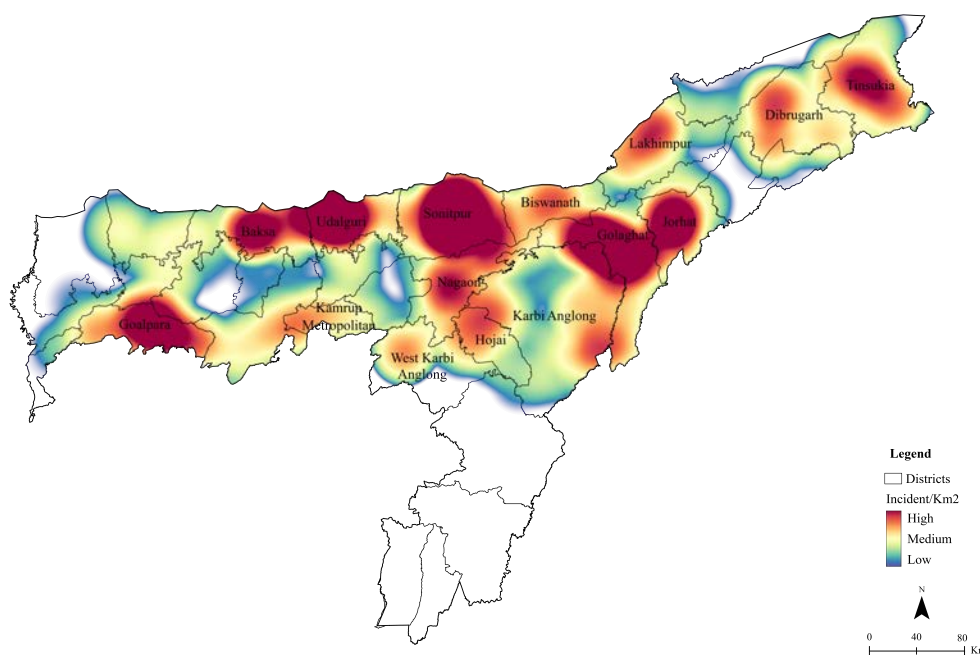 Tinsukia
Dibrugarh
Lakhimpur
Biswanath
Sonitpur
Udalguri
Baksa
Jorhat
Golaghat
Nagaon
Goalpara
Kamrup
Metropolitan
Karbi Anglong
Hojai
West Karbi
Anglong
Legend
Districts
Incident/Km2
High
Medium
Low
N
0 40 80